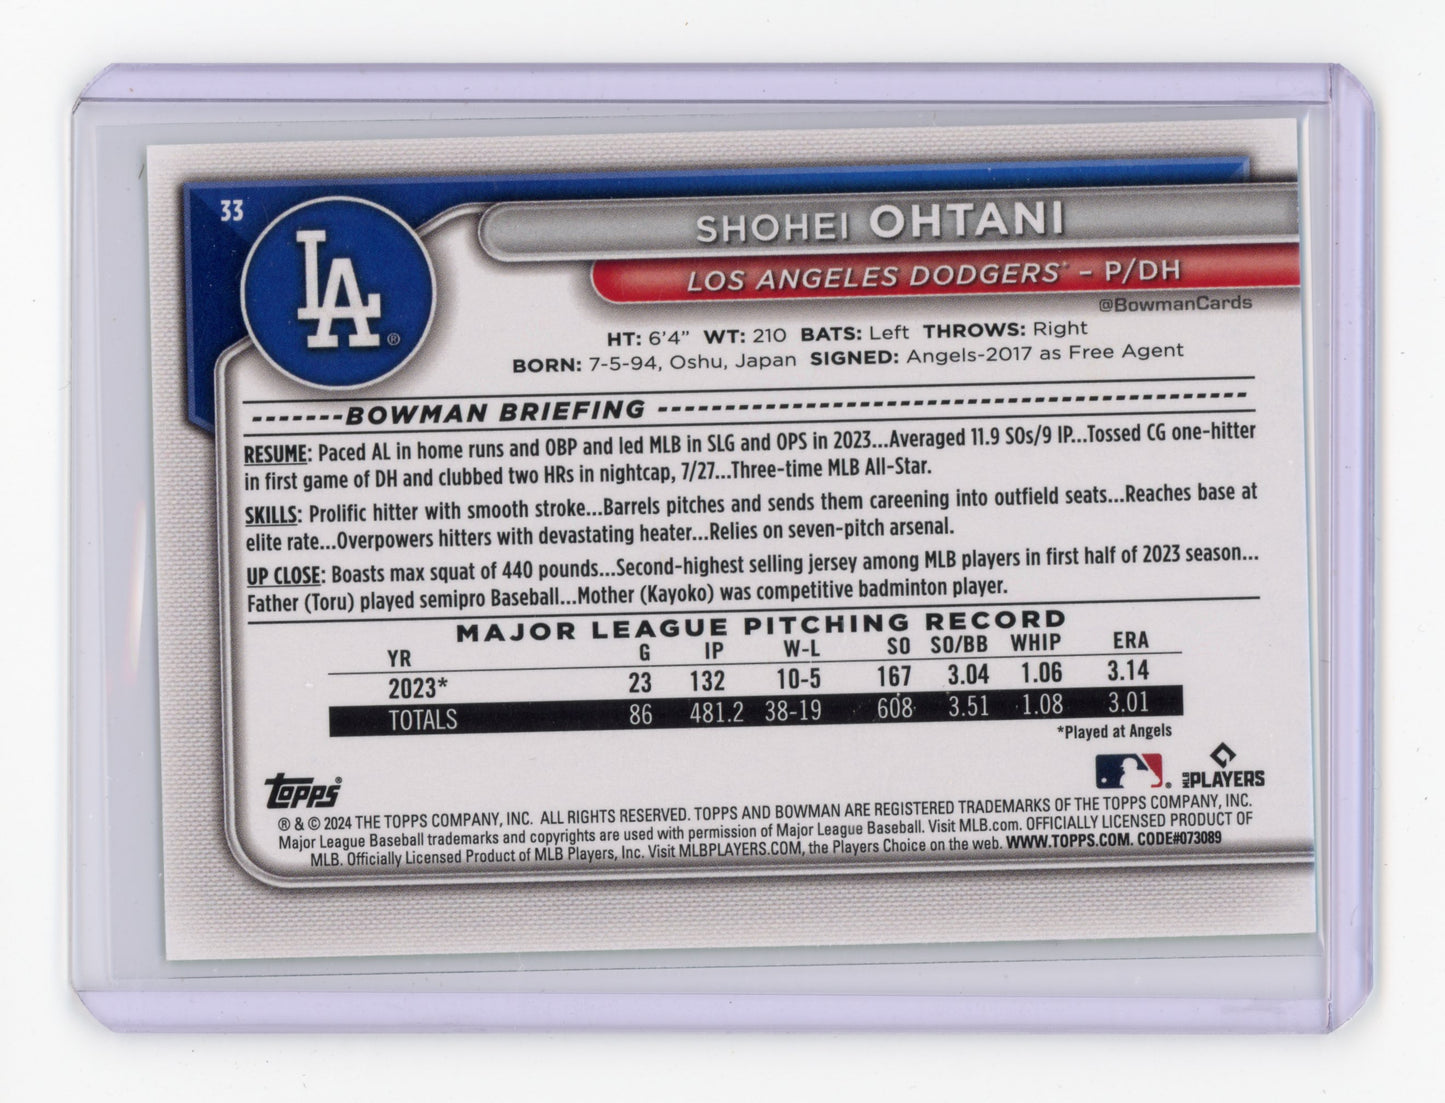 33
LA®
SHOHEI OHTANI
LOS ANGELES DODGERS® – P/DH
@BowmanCards
HT: 6'4" WT: 210 BATS: Left THROWS: Right
BORN: 7-5-94, Oshu, Japan SIGNED: Angels-2017 as Free Agent
BOWMAN BRIEFING
RESUME: Paced AL in home runs and OBP and led MLB in SLG and OPS in 2023...Averaged 11.9 SOs/9 IP...Tossed CG one-hitter
in first game of DH and clubbed two HRs in nightcap, 7/27...Three-time MLB All-Star.
SKILLS: Prolific hitter with smooth stroke...Barrels pitches and sends them careening into outfield seats...Reaches base at
elite rate...Overpowers hitters with devastating heater...Relies on seven-pitch arsenal.
UP CLOSE: Boasts max squat of 440 pounds...Second-highest selling jersey among MLB players in first half of 2023 season...
Father (Toru) played semipro Baseball...Mother (Kayoko) was competitive badminton player.
MAJOR LEAGUE PITCHING RECORD
YR G IP W-L SO SO/BB WHIP ERA
2023* 23 132 10-5 167 3.04 1.06 3.14
TOTALS 86 481.2 38-19 608 3.51 1.08 3.01
*Played at Angels
Topps®
MLB PLAYERS
® & © 2024 THE TOPPS COMPANY, INC. ALL RIGHTS RESERVED. TOPPS AND BOWMAN ARE REGISTERED TRADEMARKS OF THE TOPPS COMPANY, INC.
Major League Baseball trademarks and copyrights are used with permission of Major League Baseball. Visit MLB.com. OFFICIALLY LICENSED PRODUCT OF
MLB. Officially Licensed Product of MLB Players, Inc. Visit MLBPLAYERS.COM, the Players Choice on the web. WWW.TOPPS.COM. CODE#073089